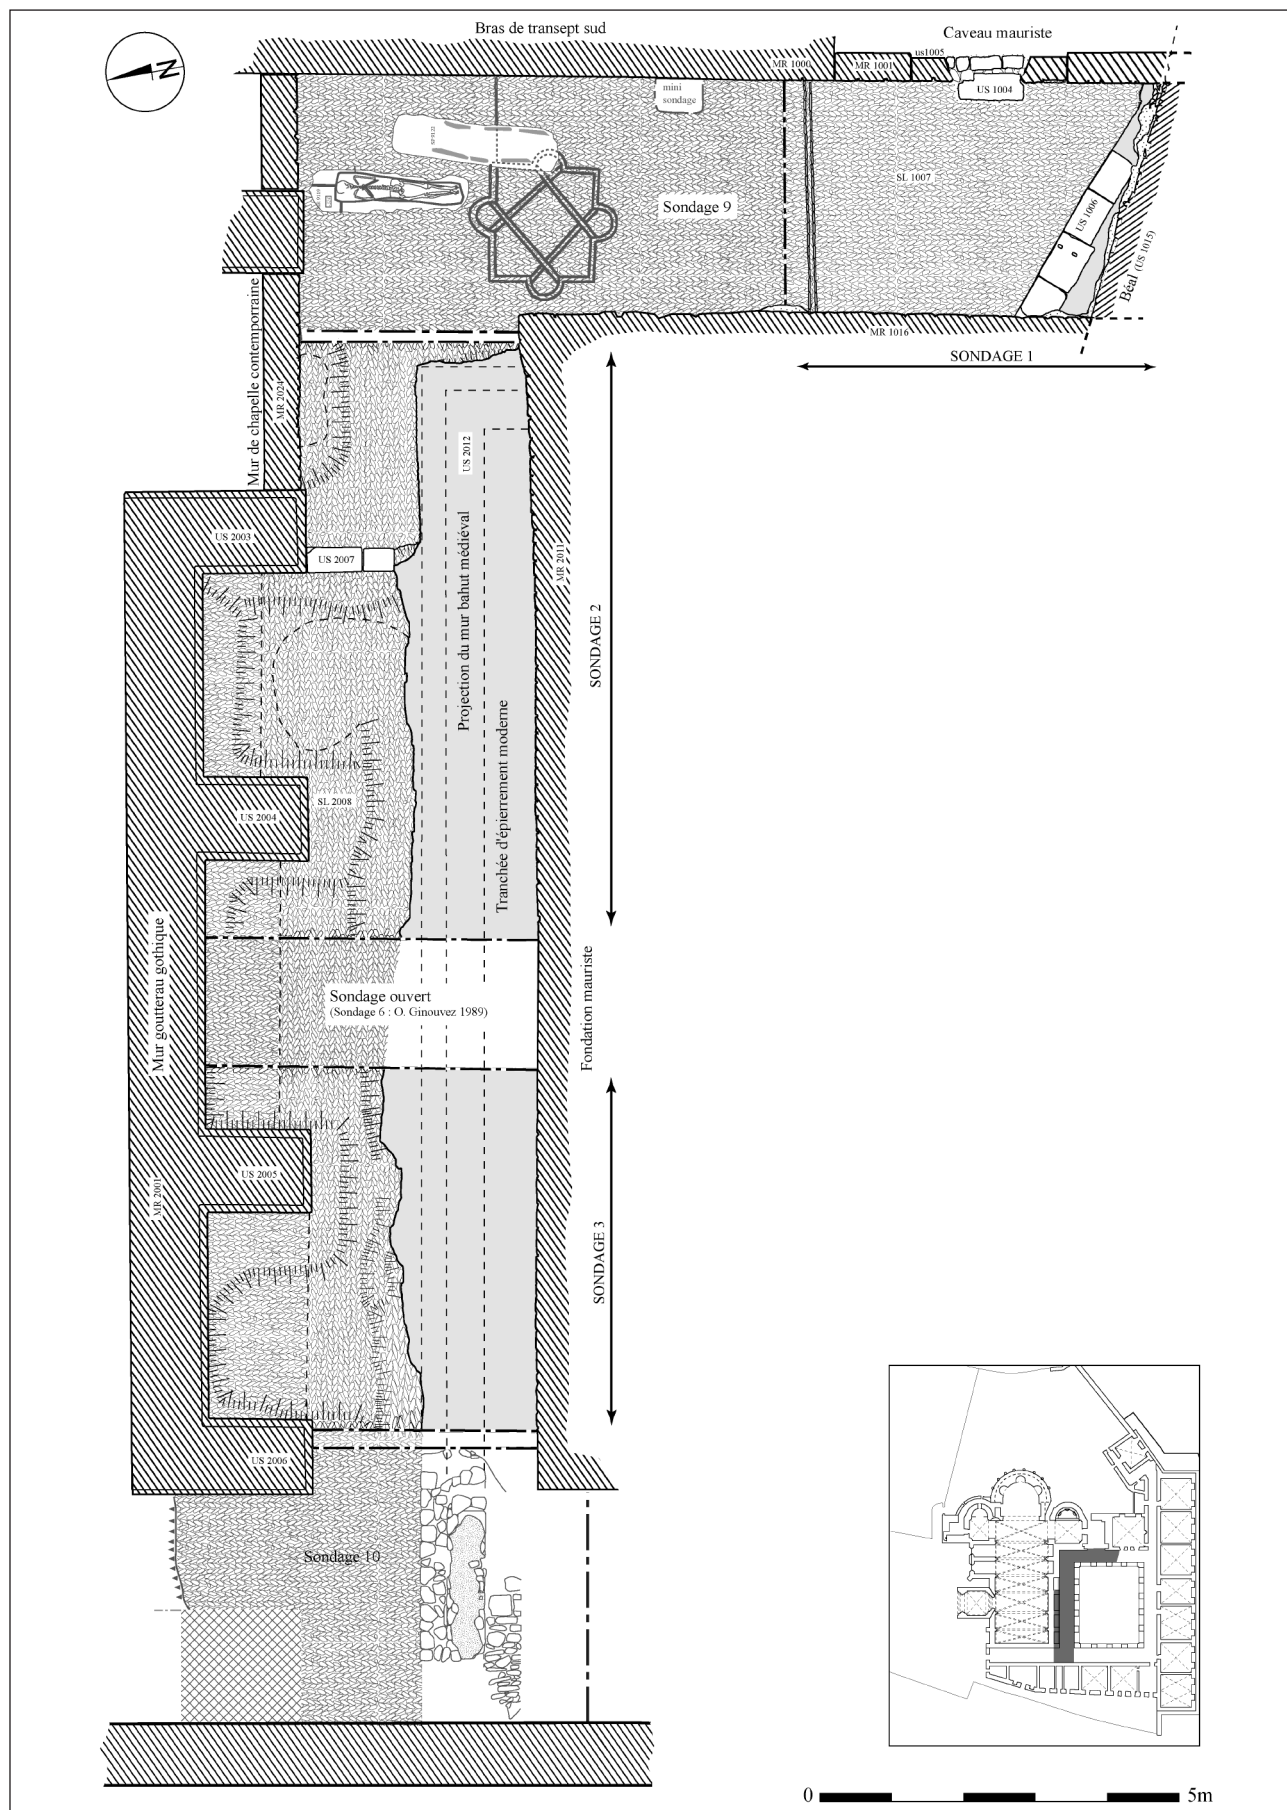 Bras de transept sud
Caveau mauriste
N
MR 1000
MR 1001
us1005
US 1004
mini
sondage
Sondage 9
SL 1007
US 1006
Béal (US 1015)
MR 1016
SONDAGE 1
Mur de chapelle contemporraine
MR 2024
US 2012
US 2003
US 2007
MR 2011
Projection du mur bahut médiéval
SONDAGE 2
Tranchée d'épierrement moderne
SL 2008
US 2004
Mur goutterau gothique
Sondage ouvert
(Sondage 6 : O. Ginouvez 1989)
Fondation mauriste
US 2005
MR 2001
SONDAGE 3
US 2006
Sondage 10
0
5m